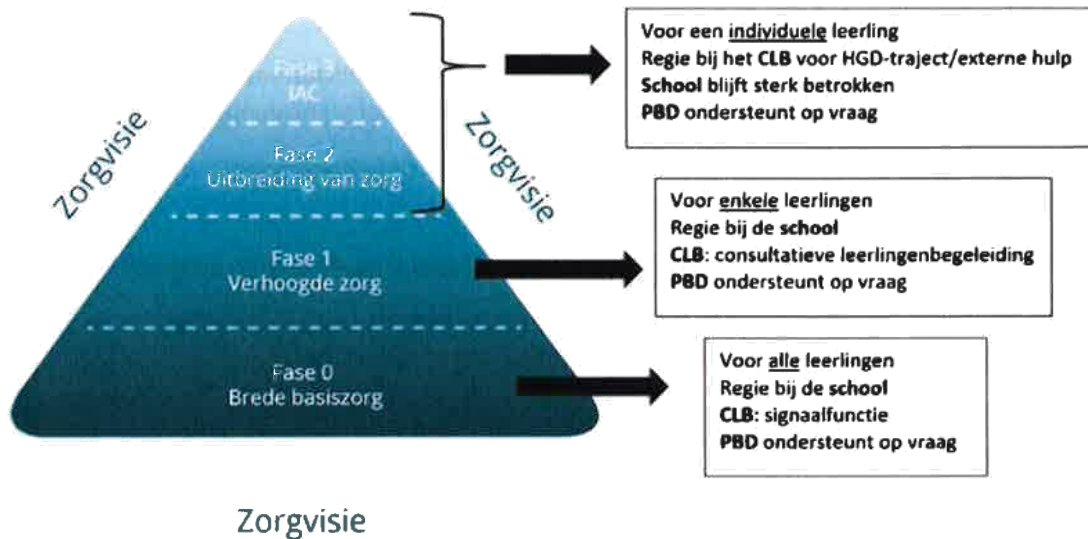 Zorgvisie
Zorgvisie
Fase 3
IAC
Fase 2
Uitbreiding van zorg
Fase 1
Verhoogde zorg
Fase 0
Brede basiszorg
Zorgvisie
Voor een individuele leerling
Regie bij het CLB voor HGD-traject/externe hulp
School blijft sterk betrokken
PBD ondersteunt op vraag
Voor enkele leerlingen
Regie bij de school
CLB: consultatieve leerlingenbegeleiding
PBD ondersteunt op vraag
Voor alle leerlingen
Regie bij de school
CLB: signaalfunctie
PBD ondersteunt op vraag